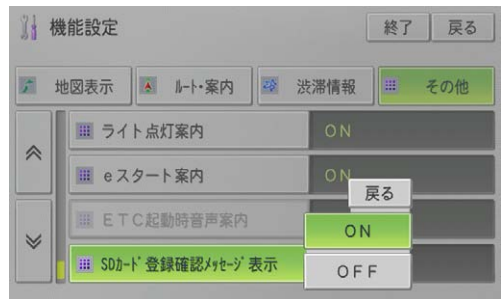 機能設定
終了
戻る
地図表示
ルート・案内
渋滞情報
その他
ライト点灯案内 ON
eスタート案内 ON
戻る
ETC起動時音声案内
ON
SDカード登録確認メッセージ表示
OFF